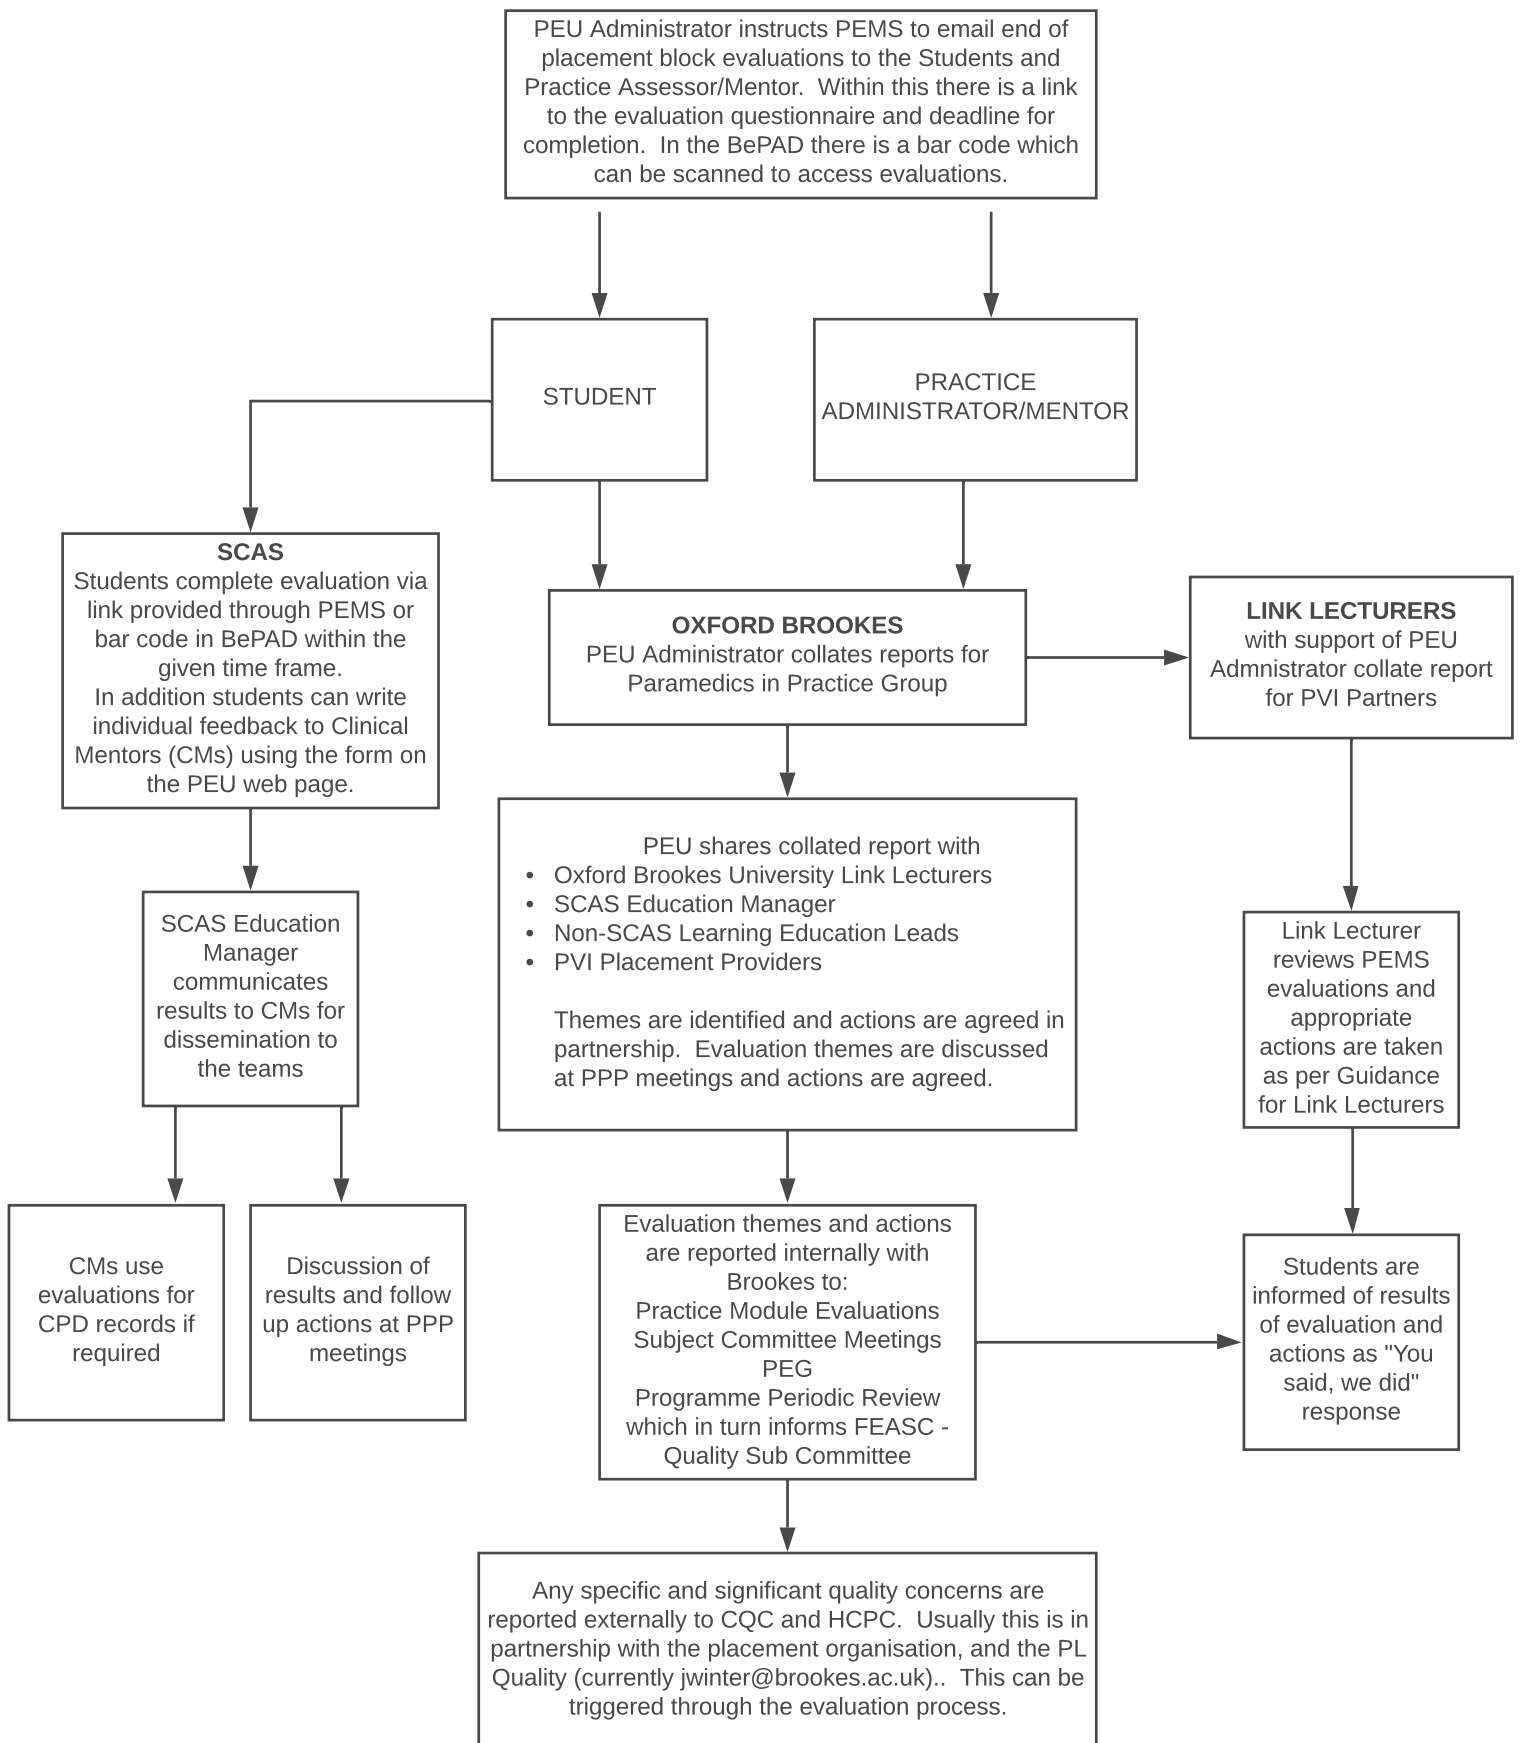 PEU Administrator instructs PEMS to email end of
placement block evaluations to the Students and
Practice Assessor/Mentor.  Within this there is a link
to the evaluation questionnaire and deadline for
completion.  In the BePAD there is a bar code which
can be scanned to access evaluations.
STUDENT
PRACTICE
ADMINISTRATOR/MENTOR
SCAS
Students complete evaluation via
link provided through PEMS or
bar code in BePAD within the
given time frame.
In addition students can write
individual feedback to Clinical
Mentors (CMs) using the form on
the PEU web page.
OXFORD BROOKES
PEU Administrator collates reports for
Paramedics in Practice Group
LINK LECTURERS
with support of PEU
Admnistrator collate report
for PVI Partners
PEU shares collated report with
• Oxford Brookes University Link Lecturers
• SCAS Education Manager
• Non-SCAS Learning Education Leads
• PVI Placement Providers
Themes are identified and actions are agreed in
partnership.  Evaluation themes are discussed
at PPP meetings and actions are agreed.
SCAS Education
Manager
communicates
results to CMs for
dissemination to
the teams
Link Lecturer
reviews PEMS
evaluations and
appropriate
actions are taken
as per Guidance
for Link Lecturers
CMs use
evaluations for
CPD records if
required
Discussion of
results and follow
up actions at PPP
meetings
Evaluation themes and actions
are reported internally with
Brookes to:
Practice Module Evaluations
Subject Committee Meetings
PEG
Programme Periodic Review
which in turn informs FEASC -
Quality Sub Committee
Students are
informed of results
of evaluation and
actions as "You
said, we did"
response
Any specific and significant quality concerns are
reported externally to CQC and HCPC.  Usually this is in
partnership with the placement organisation, and the PL
Quality (currently jwinter@brookes.ac.uk)..  This can be
triggered through the evaluation process.